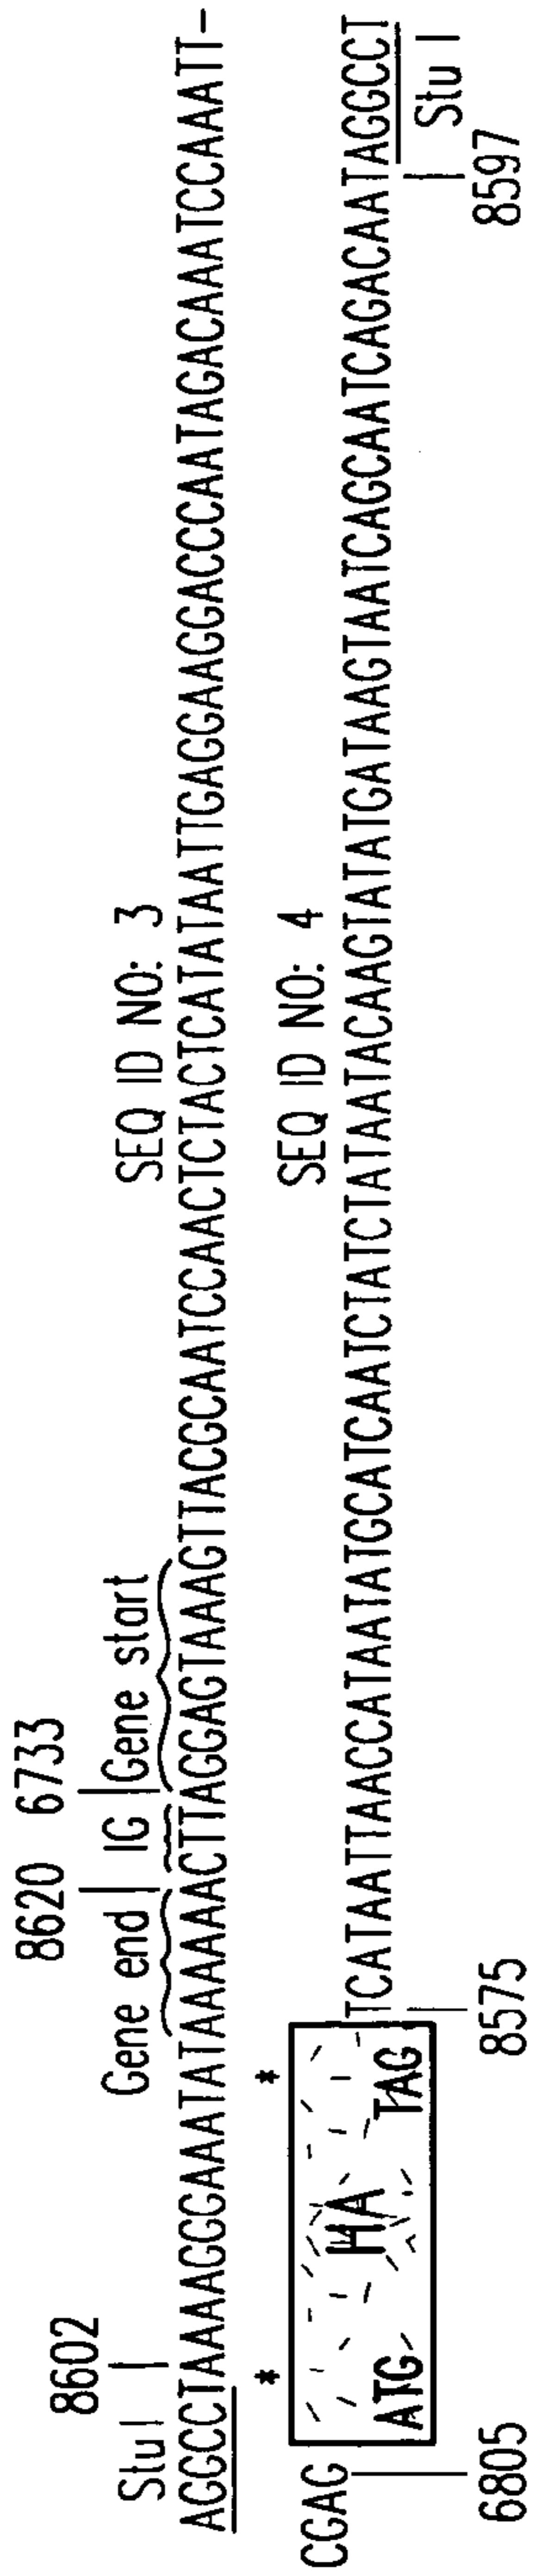 8620 6733
8602 Gene end IG Gene start SEQ ID NO: 3
Stu I
AGGCCTAAAAGGGAAATATAAAAAACTTAGGAGTAAAGTTACGCAATCCAACTCTACTCATATAATTGAGGAAGGACCCAATAGACAAATCCAAATT-
* * SEQ ID NO: 4
CGAG ATG HA TAG TCATAATTAACCATAATATGCATCAATCTATCTATAATACAAGTATATGATAAGTAATCAGCAATCAGACAATAGGCCT
Stu I
6805 8575 8597